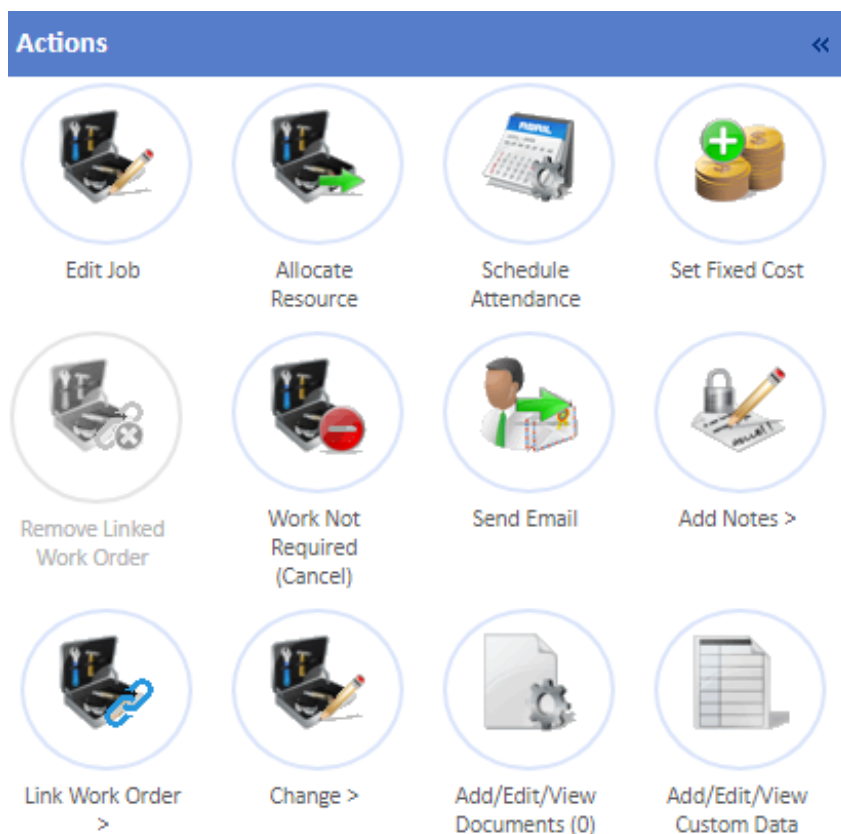 Actions
Edit Job
Allocate
Resource
Schedule
Attendance
Set Fixed Cost
Remove Linked
Work Order
Work Not
Required
(Cancel)
Send Email
Add Notes >
Link Work Order
>
Change >
Add/Edit/View
Documents (0)
Add/Edit/View
Custom Data